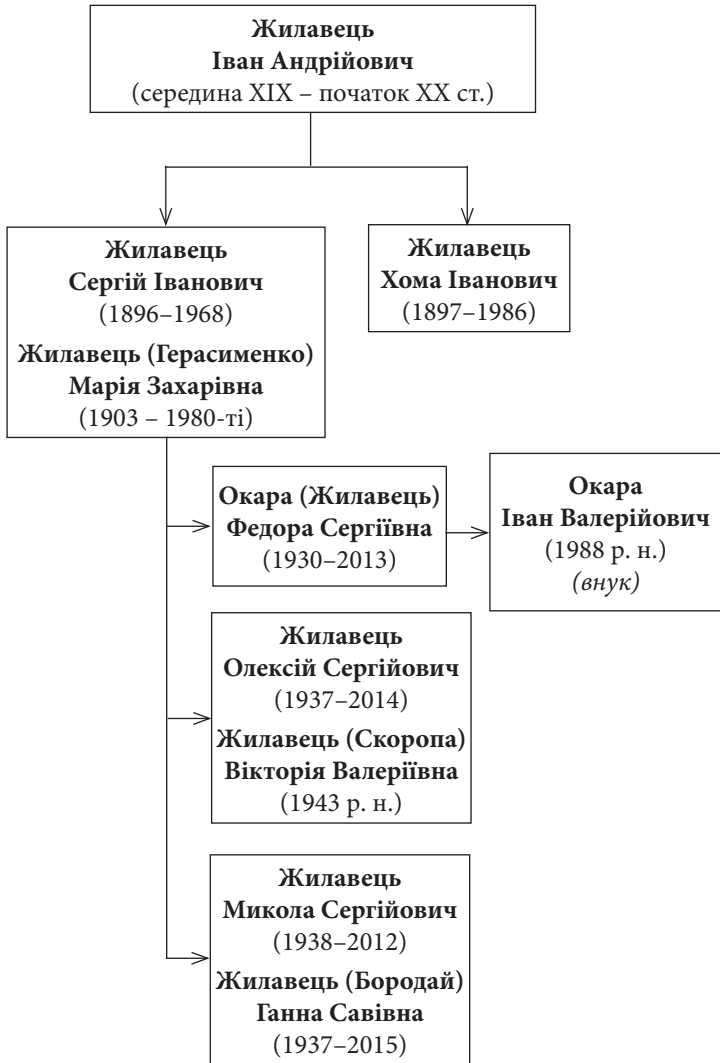 Жилавець
Іван Андрійович
(середина ХІХ – початок ХХ ст.)
Жилавець
Сергій Іванович
(1896–1968)
Жилавець (Герасименко)
Марія Захарівна
(1903 – 1980-ті)
Жилавець
Хома Іванович
(1897–1986)
Окара (Жилавець)
Федора Сергіївна
(1930–2013)
Окара
Іван Валерійович
(1988 р. н.)
(внук)
Жилавець
Олексій Сергійович
(1937–2014)
Жилавець (Скоропа)
Вікторія Валеріївна
(1943 р. н.)
Жилавець
Микола Сергійович
(1938–2012)
Жилавець (Бородай)
Ганна Савівна
(1937–2015)